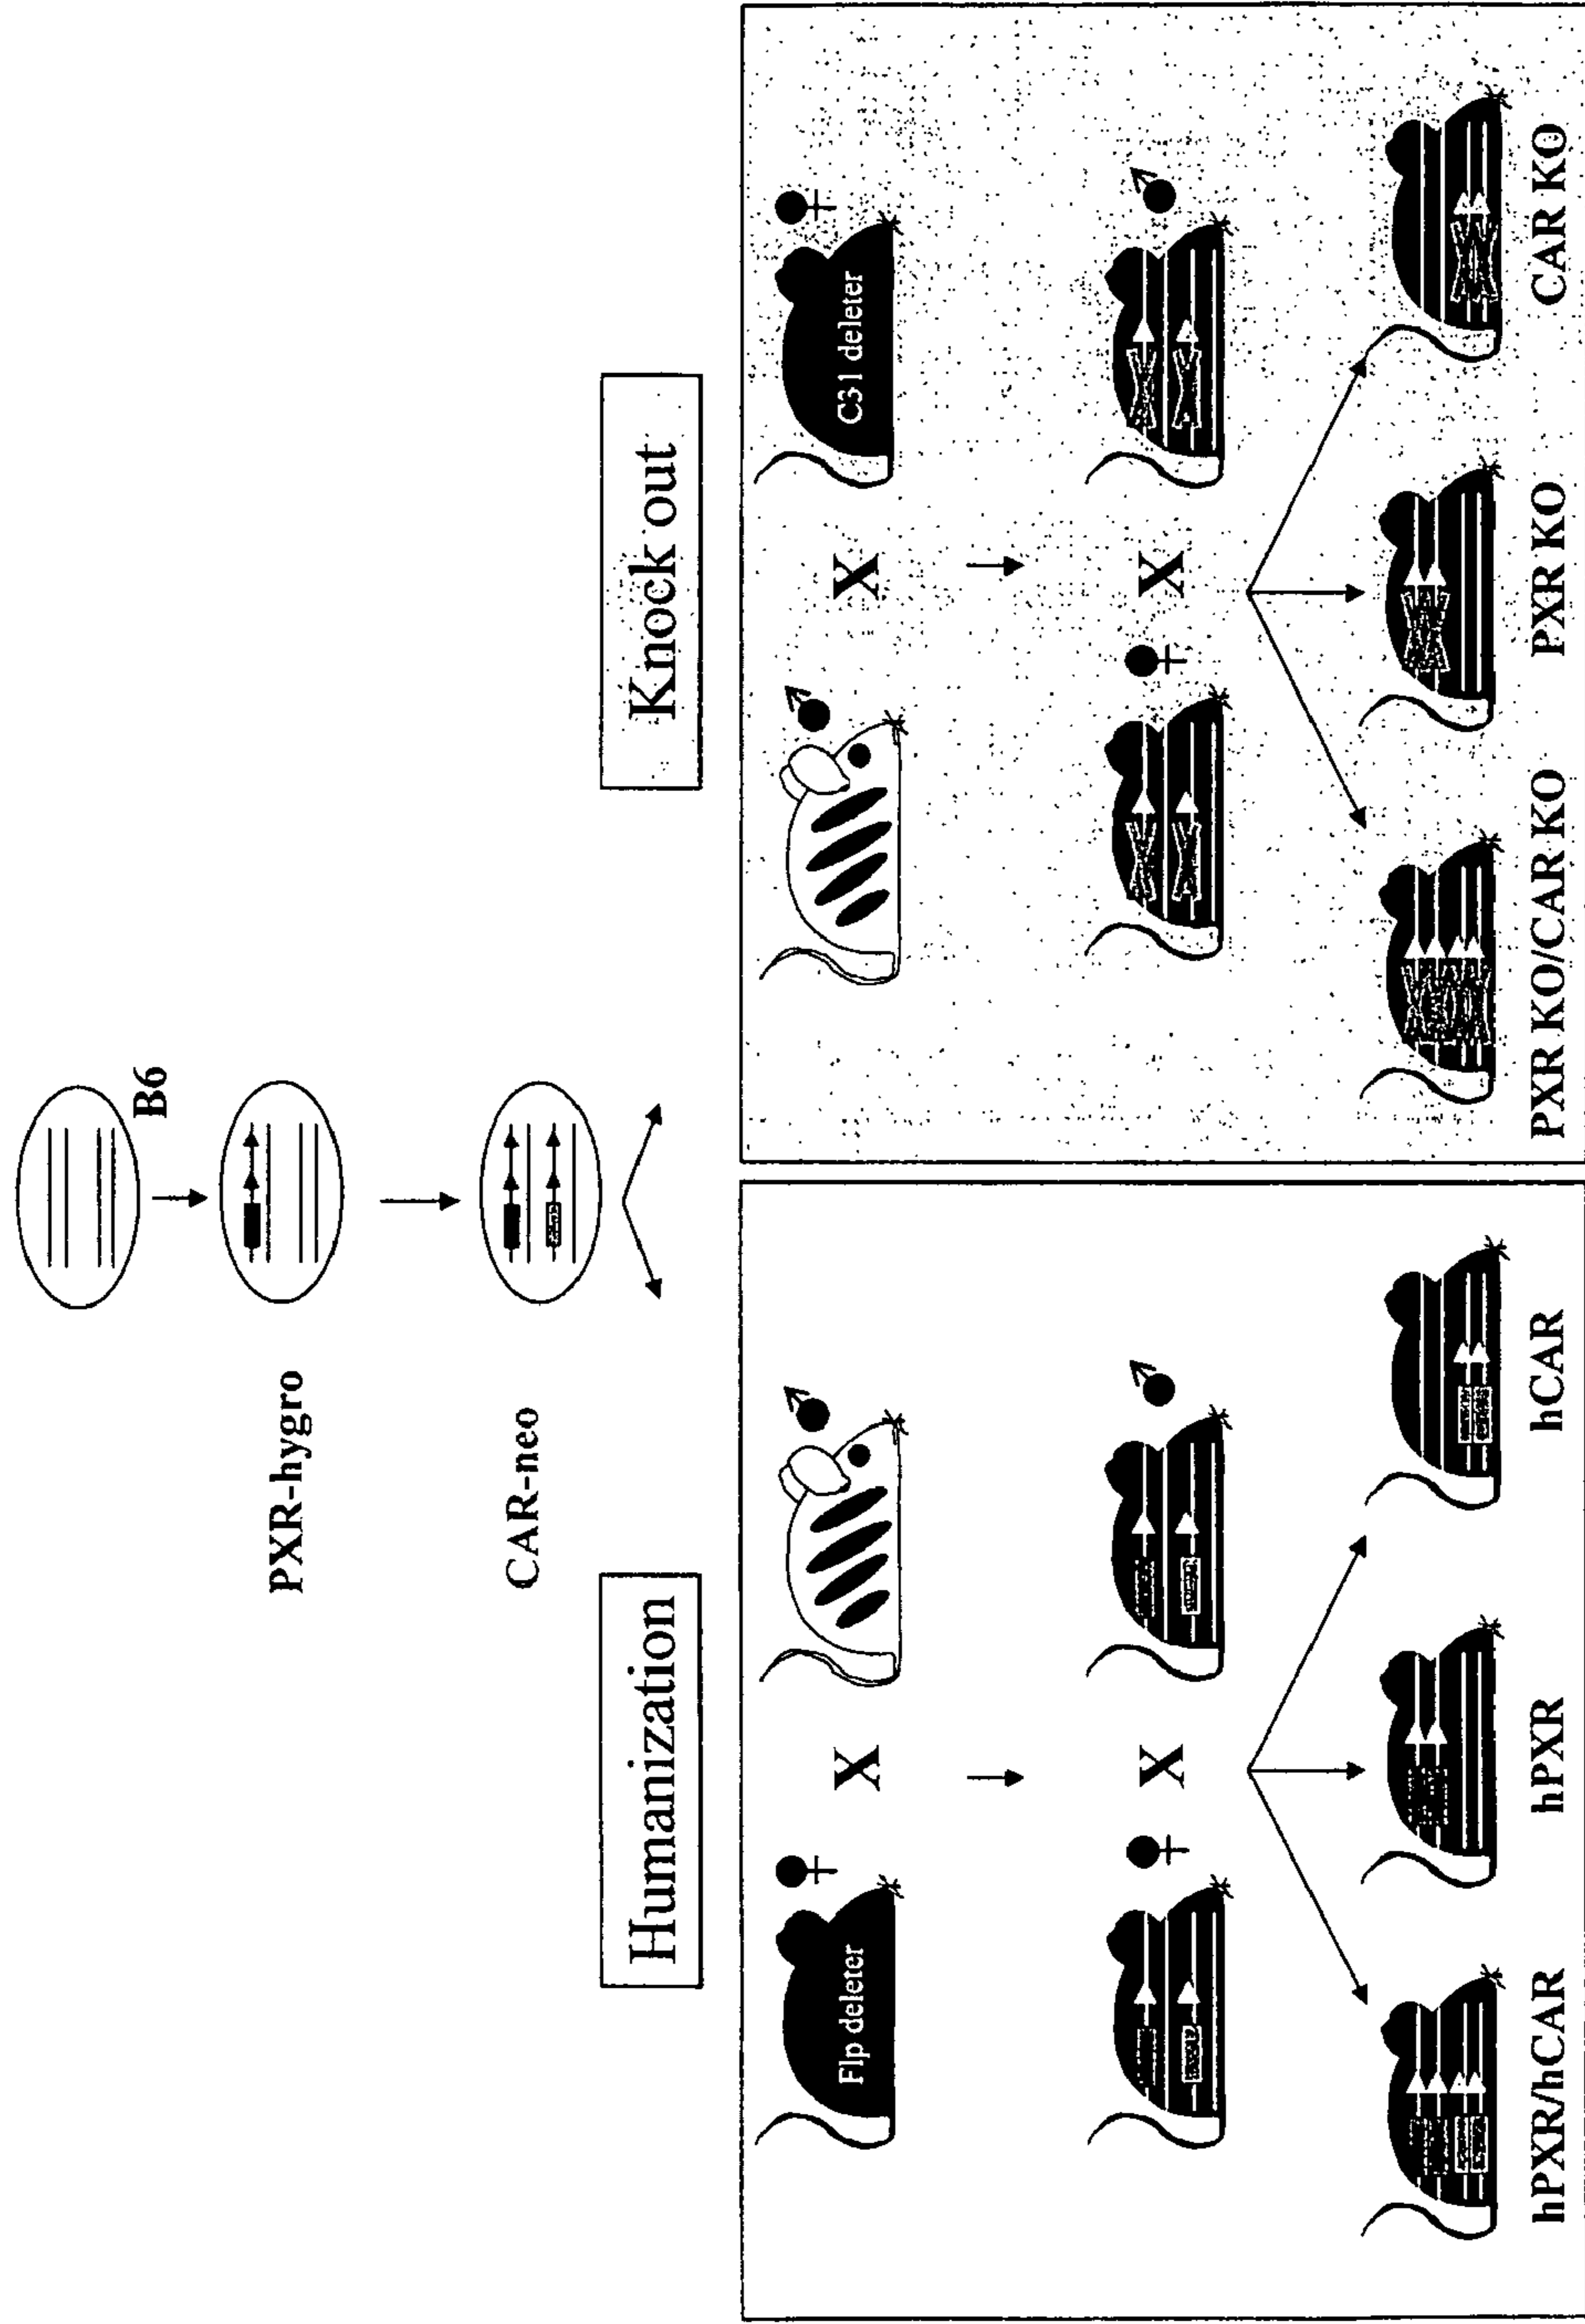 B6
PXR-hygro
CAR-neo
Humanization
Knock out
Flp deleter
X
X
C31 deleter
X
X
X
X
hPXR/hCAR
hPXR
hCAR
PXR KO/CAR KO
PXR KO
CAR KO